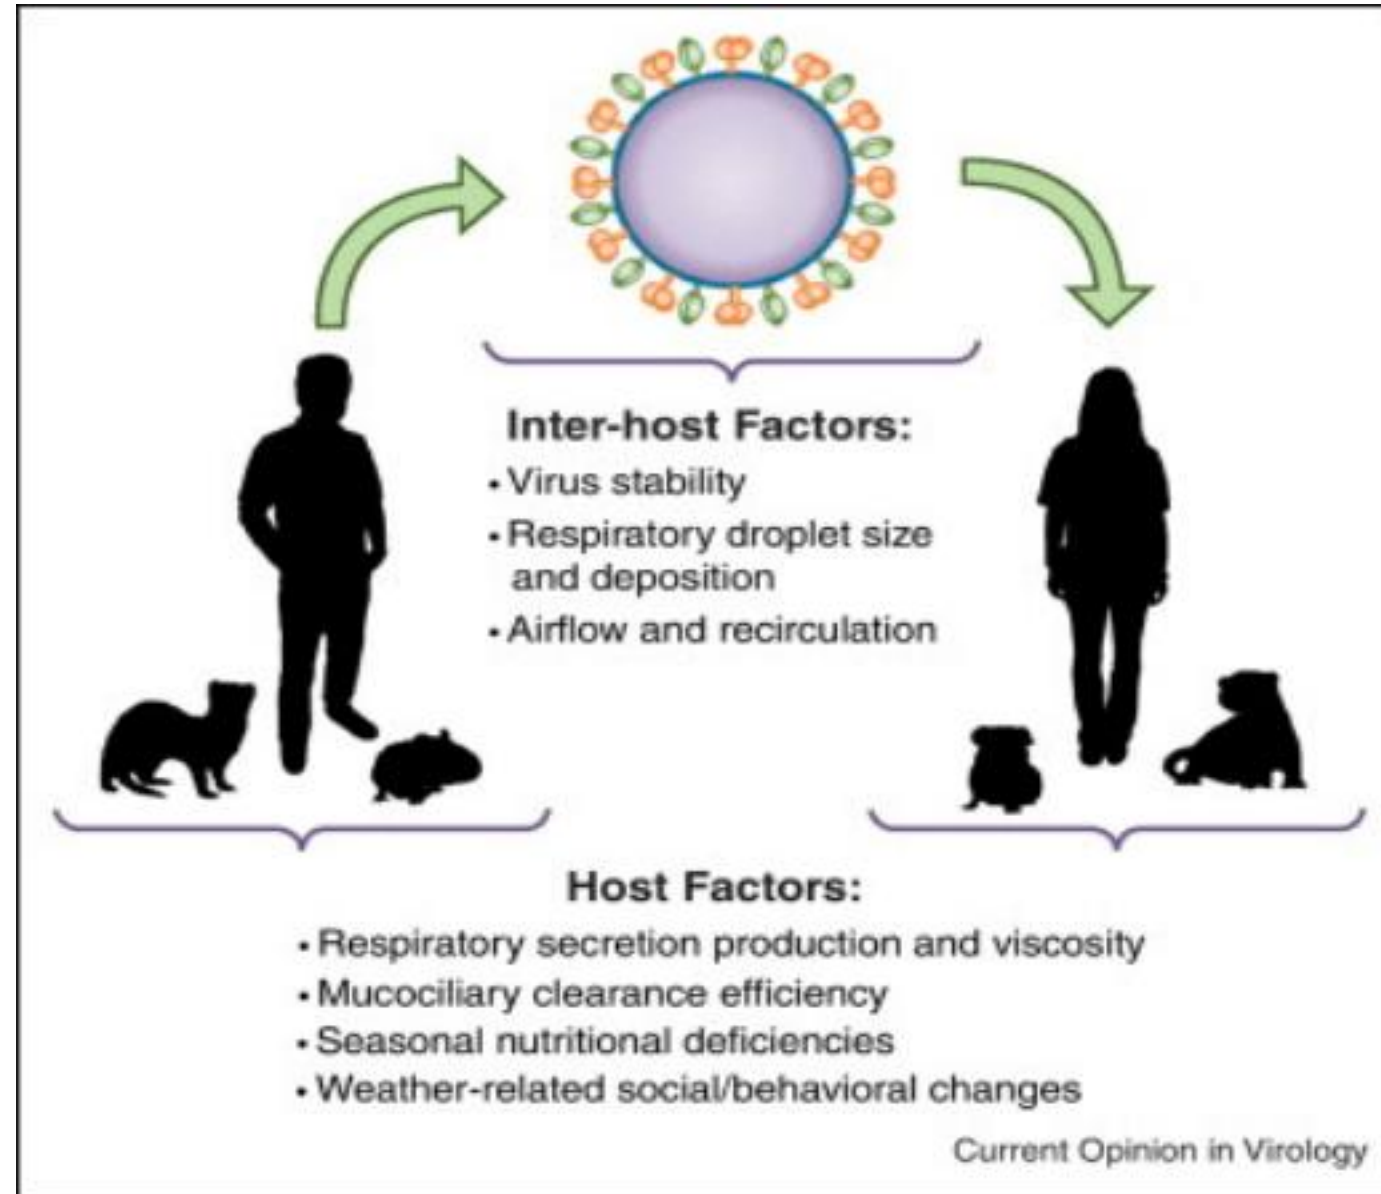 Inter-host Factors:
• Virus stability
• Respiratory droplet size
and deposition
• Airflow and recirculation
Host Factors:
• Respiratory secretion production and viscosity
• Mucociliary clearance efficiency
• Seasonal nutritional deficiencies
• Weather-related social/behavioral changes
Current Opinion in Virology